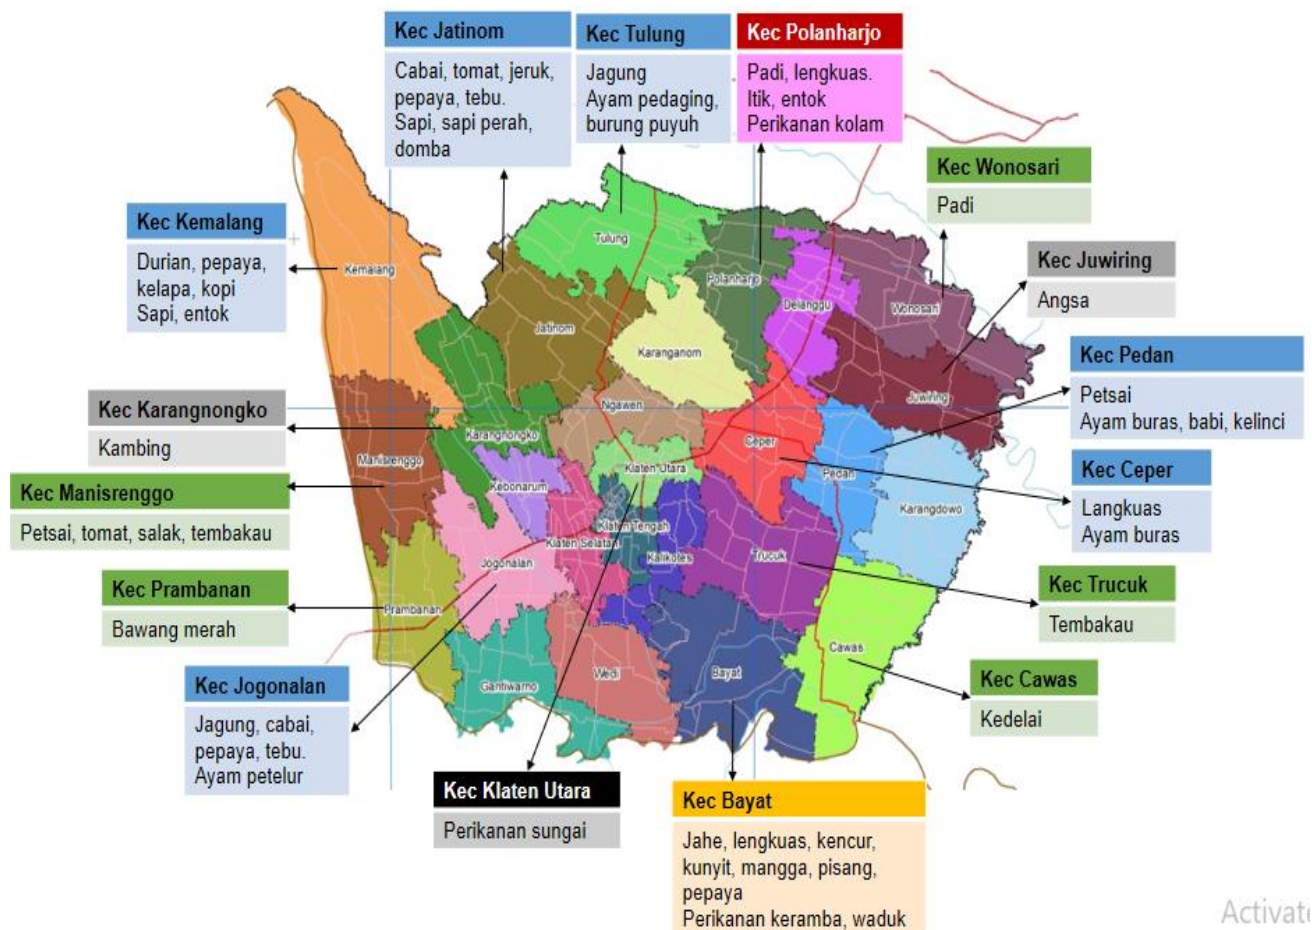 Kec Jatinom
Cabai, tomat, jeruk,
pepaya, tebu.
Sapi, sapi perah,
domba
Kec Tulung
Jagung
Ayam pedaging,
burung puyuh
Kec Polanharjo
Padi, lengkuas.
Itik, entok
Perikanan kolam
Kec Wonosari
Padi
Kec Kemalang
Durian, pepaya,
kelapa, kopi
Sapi, entok
Kec Juwiring
Angsa
Kec Pedan
Petsai
Ayam buras, babi, kelinci
Kec Karangnongko
Kambing
Kec Ceper
Langkuas
Ayam buras
Kec Manisrenggo
Petsai, tomat, salak, tembakau
Kec Trucuk
Tembakau
Kec Prambanan
Bawang merah
Kec Cawas
Kedelai
Kec Jogonalan
Jagung, cabai,
pepaya, tebu.
Ayam petelur
Kec Klaten Utara
Perikanan sungai
Kec Bayat
Jahe, lengkuas, kencur,
kunyit, mangga, pisang,
pepaya
Perikanan keramba, waduk
Tulung
Kemalang
Polanharjo
Delanggu
Wonosari
Jatinom
Karanganom
Juwiring
Ngawen
Karangnongko
Ceper
Manisrenggo
Klaten Utara
Pedan
Kebonarum
Karangdowo
Klaten Tengah
Klaten Selatan
Kalikotes
Trucuk
Jogonalan
Prambanan
Cawas
Wedi
Bayat
Gantiwarno
Activate